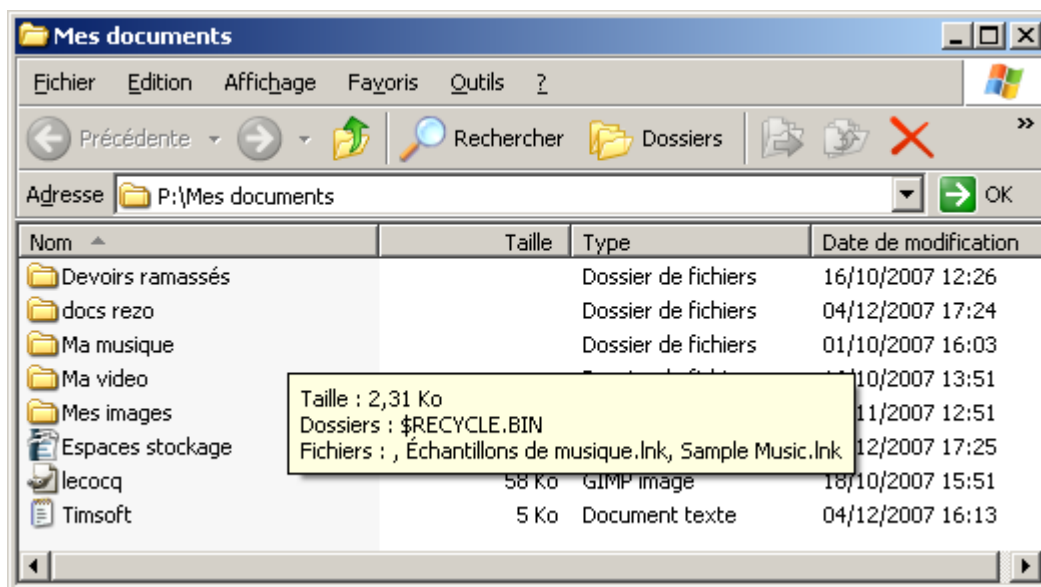 Mes documents
Fichier Edition Affichage Favoris Outils ?
Précédente Rechercher Dossiers »
Adresse P:\Mes documents OK
Nom Taille Type Date de modification
Devoirs ramassés Dossier de fichiers 16/10/2007 12:26
docs rezo Dossier de fichiers 04/12/2007 17:24
Ma musique Dossier de fichiers 01/10/2007 16:03
Ma video /10/2007 13:51
Taille : 2,31 Ko
Mes images 11/2007 12:51
Dossiers : $RECYCLE.BIN
Espaces stockage 12/2007 17:25
Fichiers : , Échantillons de musique.lnk, Sample Music.lnk
lecocq 58 Ko GIMP image 18/10/2007 15:51
Timsoft 5 Ko Document texte 04/12/2007 16:13